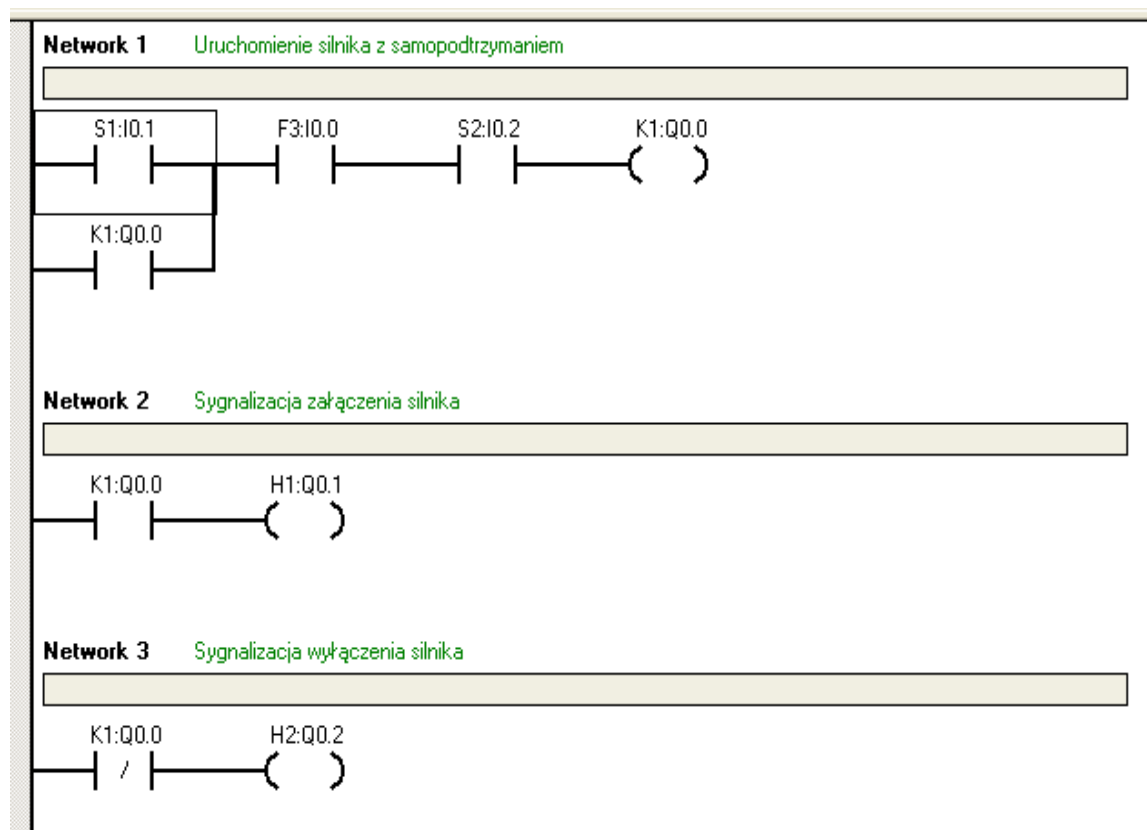 Network 1 Uruchomienie silnika z samopodtrzymaniem
S1:I0.1 F3:I0.0 S2:I0.2 K1:Q0.0
K1:Q0.0
Network 2 Sygnalizacja załączenia silnika
K1:Q0.0 H1:Q0.1
Network 3 Sygnalizacja wyłączenia silnika
K1:Q0.0 H2:Q0.2